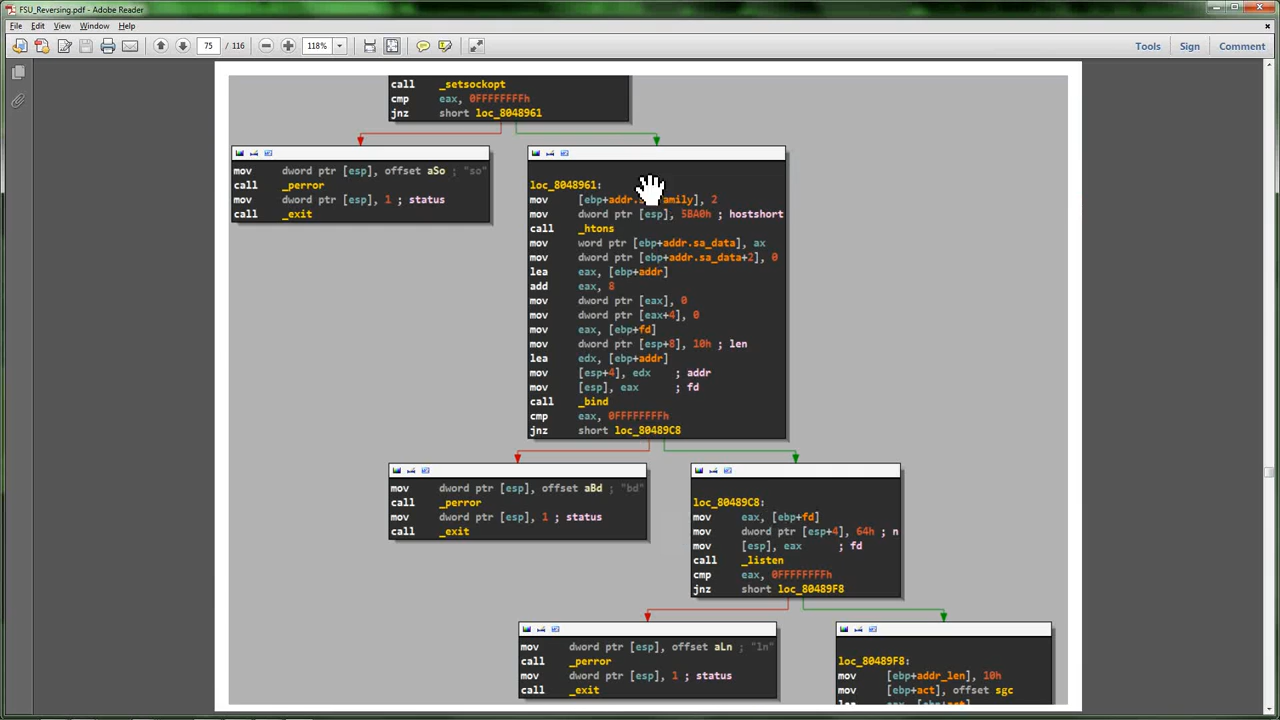 FSU_Reversing.pdf - Adobe Reader
File Edit View Window Help
75 / 116 118% Tools Sign Comment
call _setsockopt
cmp eax, 0FFFFFFFFh
jnz short loc_8048961
mov dword ptr [esp], offset aSo ; "so"
call _perror
mov dword ptr [esp], 1 ; status
call _exit
loc_8048961:
mov [ebp+addr. family], 2
mov dword ptr [esp], 5BA0h ; hostshort
call _htons
mov word ptr [ebp+addr.sa_data], ax
mov dword ptr [ebp+addr.sa_data+2], 0
lea eax, [ebp+addr]
add eax, 8
mov dword ptr [eax], 0
mov dword ptr [eax+4], 0
mov eax, [ebp+fd]
mov dword ptr [esp+8], 10h ; len
lea edx, [ebp+addr]
mov [esp+4], edx ; addr
mov [esp], eax ; fd
call _bind
cmp eax, 0FFFFFFFFh
jnz short loc_80489C8
mov dword ptr [esp], offset aBd ; "bd"
call _perror
mov dword ptr [esp], 1 ; status
call _exit
loc_80489C8:
mov eax, [ebp+fd]
mov dword ptr [esp+4], 64h ; n
mov [esp], eax ; fd
call _listen
cmp eax, 0FFFFFFFFh
jnz short loc_80489F8
mov dword ptr [esp], offset aLn ; "ln"
call _perror
mov dword ptr [esp], 1 ; status
call _exit
loc_80489F8:
mov [ebp+addr_len], 10h
mov [ebp+act], offset sgc